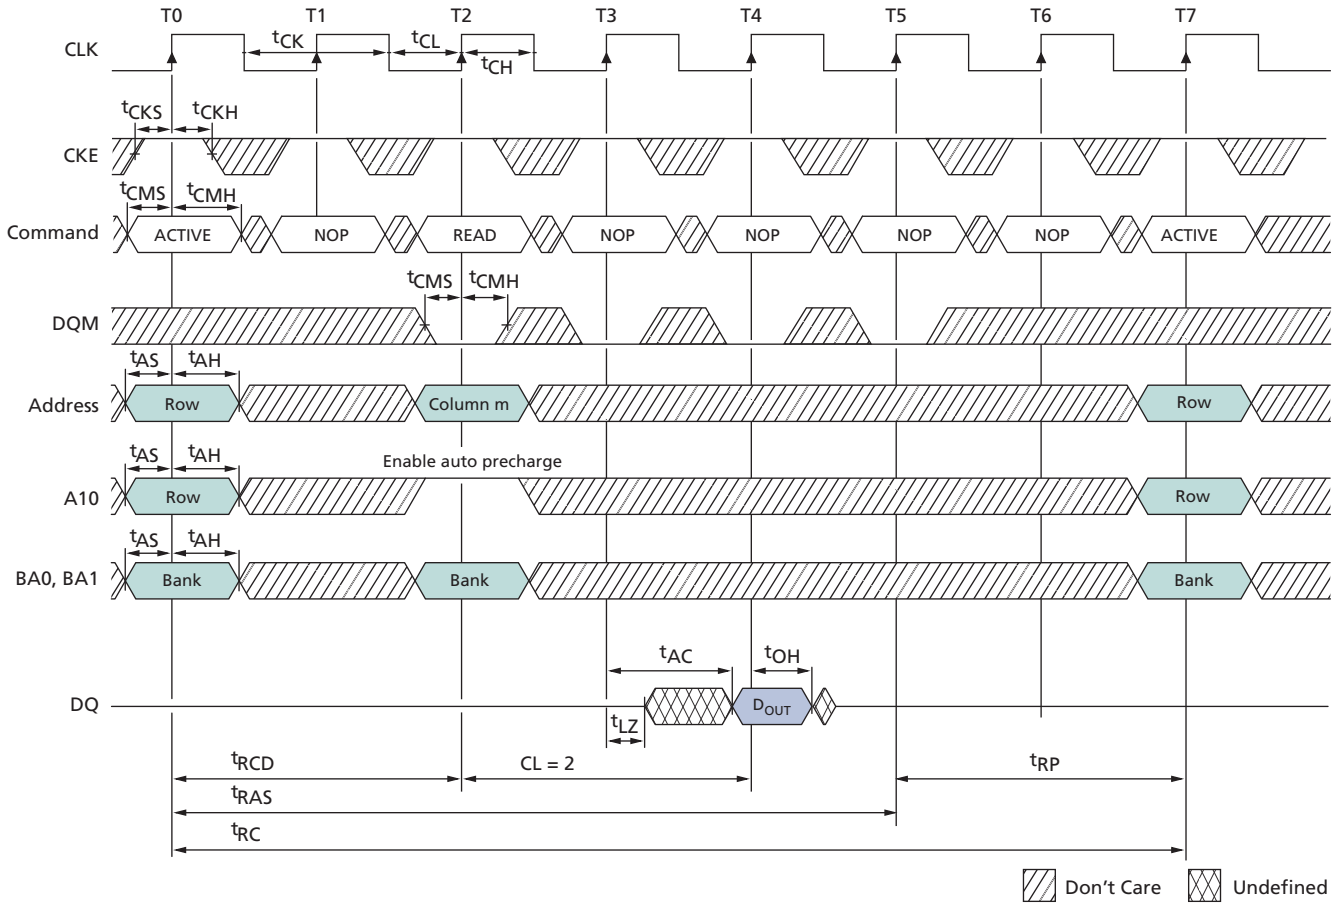 T0 T1 T2 T3 T4 T5 T6 T7
CLK
tCK tCL
tCH
tCKS tCKH
CKE
tCMS tCMH
Command ACTIVE NOP READ NOP NOP NOP NOP ACTIVE
tCMS tCMH
DQM
tAS tAH
Address Row Column m Row
tAS tAH
Enable auto precharge
A10 Row Row
tAS tAH
BA0, BA1 Bank Bank Bank
tAC tOH
DQ DOUT
tLZ
tRCD CL = 2 tRP
tRAS
tRC
Don't Care Undefined